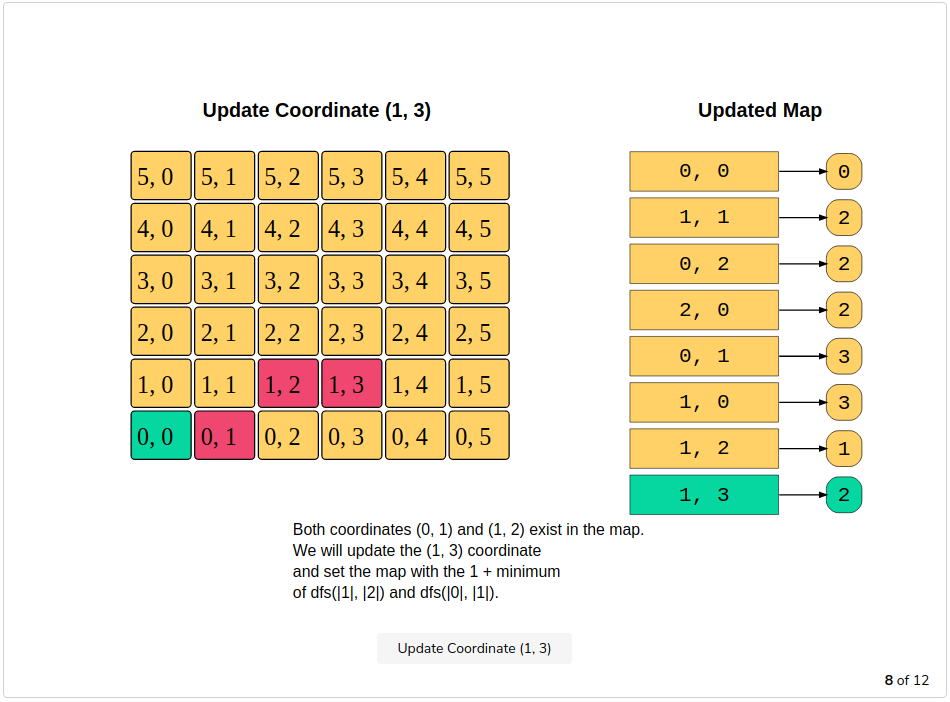 Update Coordinate (1, 3)
Updated Map
5, 0 5, 1 5, 2 5, 3 5, 4 5, 5
4, 0 4, 1 4, 2 4, 3 4, 4 4, 5
3, 0 3, 1 3, 2 3, 3 3, 4 3, 5
2, 0 2, 1 2, 2 2, 3 2, 4 2, 5
1, 0 1, 1 1, 2 1, 3 1, 4 1, 5
0, 0 0, 1 0, 2 0, 3 0, 4 0, 5
0, 0 0
1, 1 2
0, 2 2
2, 0 2
0, 1 3
1, 0 3
1, 2 1
1, 3 2
Both coordinates (0, 1) and (1, 2) exist in the map.
We will update the (1, 3) coordinate
and set the map with the 1 + minimum
of dfs(|1|, |2|) and dfs(|0|, |1|).
Update Coordinate (1, 3)
8 of 12